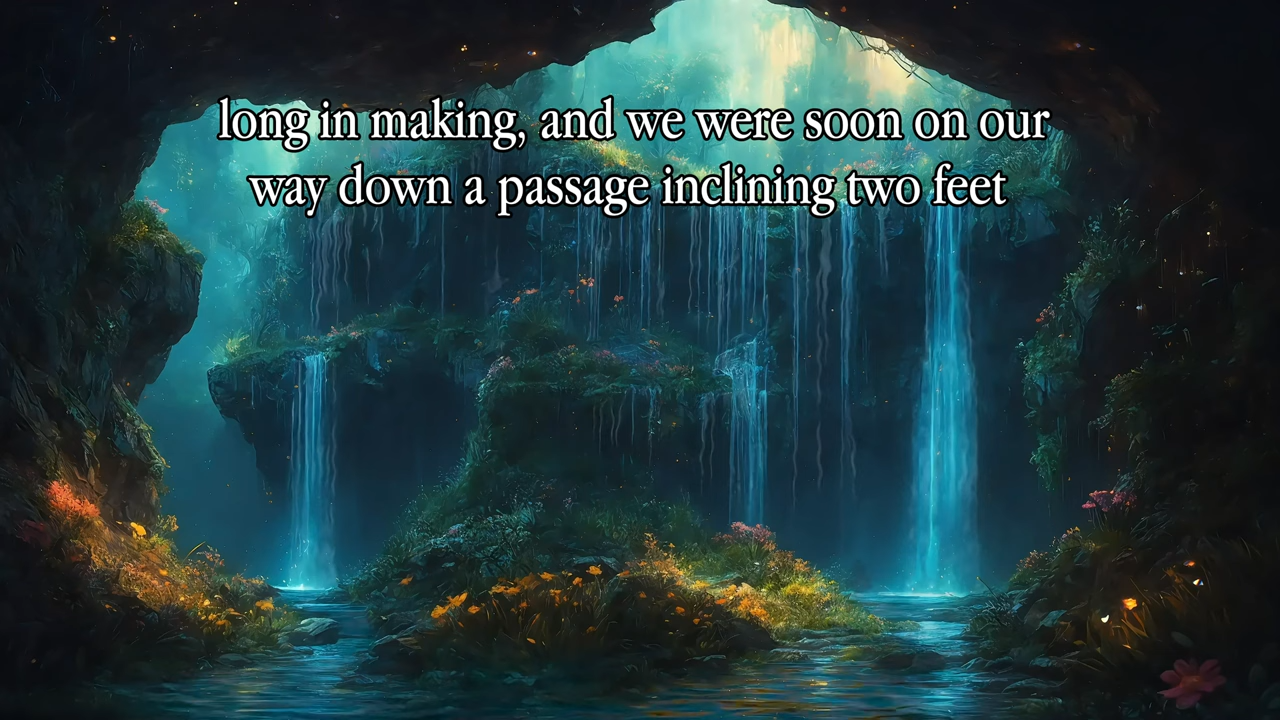 long in making, and we were soon on our
way down a passage inclining two feet